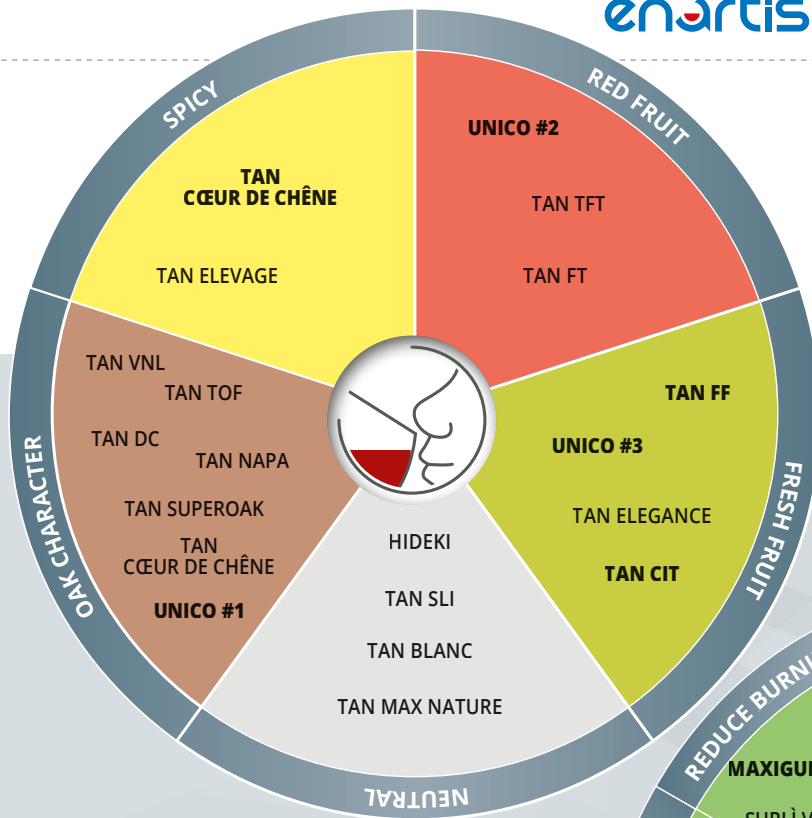 enartis
SPICY
TAN
CŒUR DE CHÊNE
TAN ELEVAGE
RED FRUIT
UNICO #2
TAN TFT
TAN FT
FRESH FRUIT
TAN FF
UNICO #3
TAN ELEGANCE
TAN CIT
NEUTRAL
HIDEKI
TAN SLI
TAN BLANC
TAN MAX NATURE
OAK CHARACTER
TAN VNL
TAN TOF
TAN DC
TAN NAPA
TAN SUPEROAK
TAN
CŒUR DE CHÊNE
UNICO #1
REDUCE